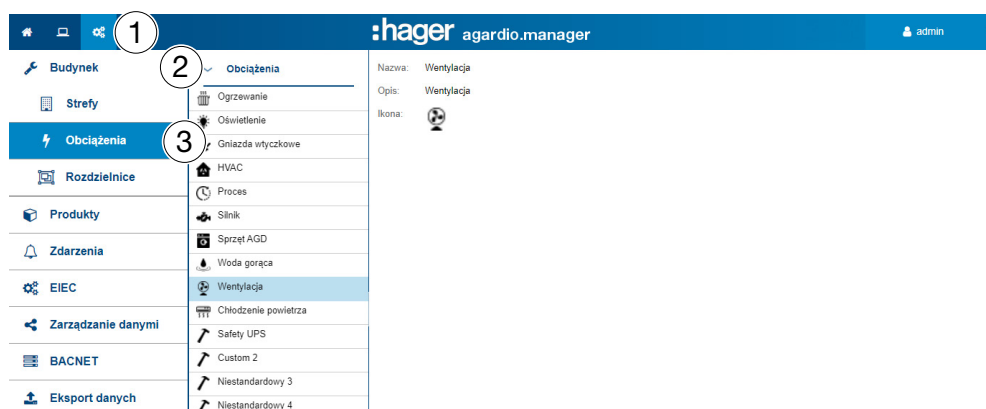 1
:hager agardio.manager
admin
Budynek
Strefy
Obciążenia
Rozdzielnice
Produkty
Zdarzenia
EIEC
Zarządzanie danymi
BACNET
Eksport danych
2
Obciążenia
Ogrzewanie
Oświetlenie
3
Gniazda wtyczkowe
HVAC
Proces
Silnik
Sprzęt AGD
Woda gorąca
Wentylacja
Chłodzenie powietrza
Safety UPS
Custom 2
Niestandardowy 3
Niestandardowy 4
Nazwa: Wentylacja
Opis: Wentylacja
Ikona: